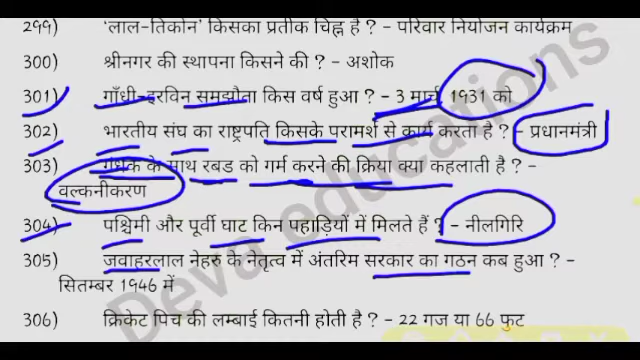 299) 'लाल-तिकोन' किसका प्रतीक चिह्न है ? - परिवार नियोजन कार्यक्रम
300) श्रीनगर की स्थापना किसने की ? - अशोक
301) गाँधी-इरविन समझौता किस वर्ष हुआ ? - 3 मार्च 1931 को
302) भारतीय संघ का राष्ट्रपति किसके परामर्श से कार्य करता है ? - प्रधानमंत्री
303) गंधक के साथ रबड को गर्म करने की क्रिया क्या कहलाती है ? -
वल्कनीकरण
304) पश्चिमी और पूर्वी घाट किन पहाड़ियों में मिलते हैं ? - नीलगिरि
305) जवाहरलाल नेहरु के नेतृत्व में अंतरिम सरकार का गठन कब हुआ ? -
सितम्बर 1946 में
306) क्रिकेट पिच की लम्बाई कितनी होती है ? - 22 गज या 66 फुट
Deva educations